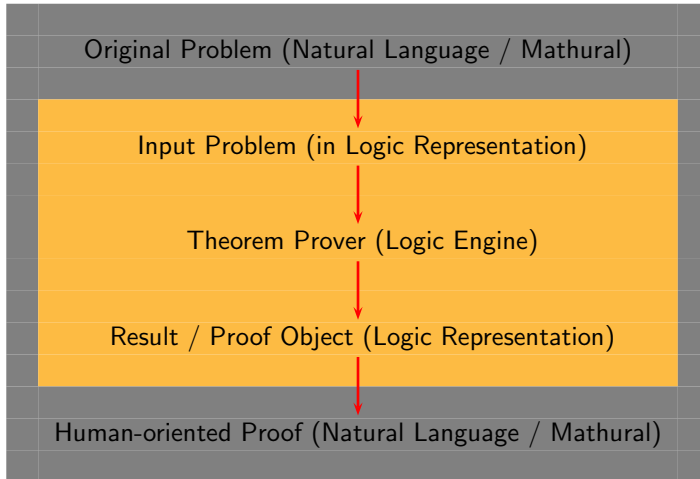 Original Problem (Natural Language / Mathural)
Input Problem (in Logic Representation)
Theorem Prover (Logic Engine)
Result / Proof Object (Logic Representation)
Human-oriented Proof (Natural Language / Mathural)